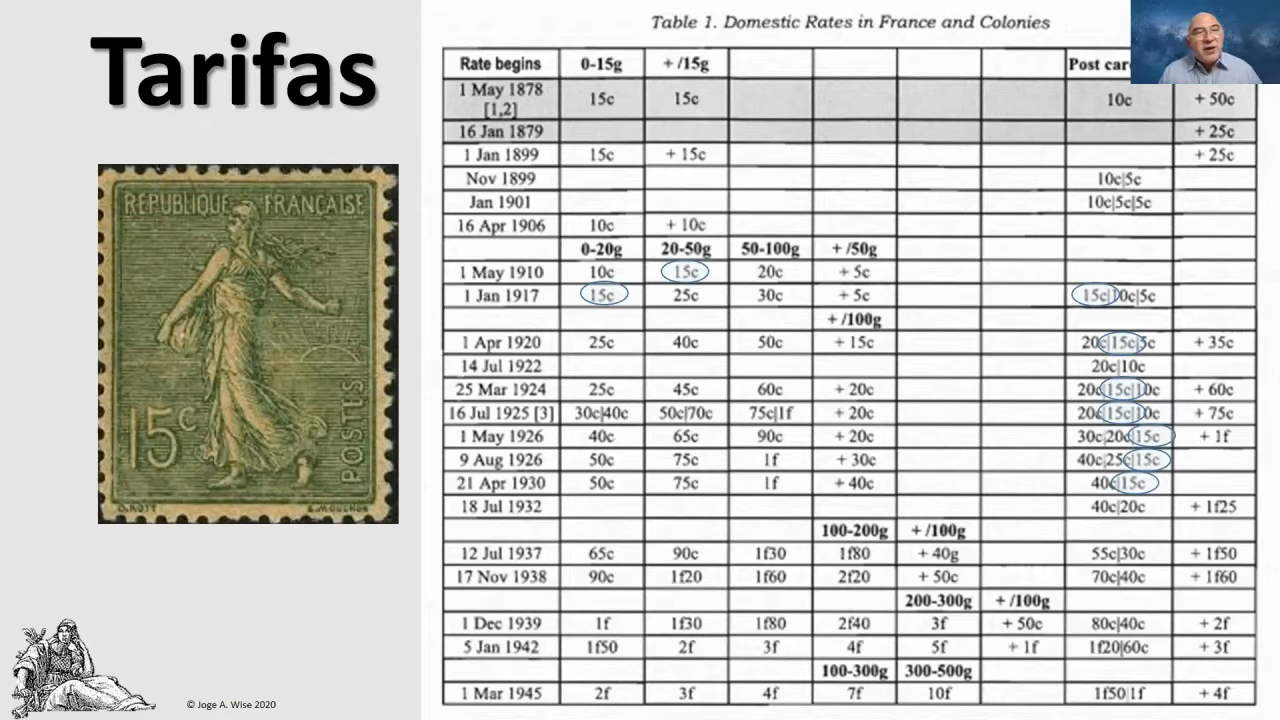 Tarifas
REPUBLIQUE FRANÇAISE
15c
POSTES
O. ROTY
© Joge A. Wise 2020
Table 1. Domestic Rates in France and Colonies
Rate begins 0-15g + /15g Post
1 May 1878 [1,2] 15c 15c 10c + 50c
16 Jan 1879 + 25c
1 Jan 1899 15c + 15c + 25c
Nov 1899 10c|5c
Jan 1901 10c|5c|5c
16 Apr 1906 10c + 10c
0-20g 20-50g 50-100g + /50g
1 May 1910 10c 15c 20c + 5c
1 Jan 1917 15c 25c 30c + 5c 15c|10c|5c
+ /100g
1 Apr 1920 25c 40c 50c + 15c 20c|15c|5c + 35c
14 Jul 1922 20c|10c
25 Mar 1924 25c 45c 60c + 20c 20c|15c|10c + 60c
16 Jul 1925 [3] 30c|40c 50c|70c 75c|1f + 20c 20c|15c|10c + 75c
1 May 1926 40c 65c 90c + 20c 30c|20c|15c + 1f
9 Aug 1926 50c 75c 1f + 30c 40c|25c|15c
21 Apr 1930 50c 75c 1f + 40c 40c|15c
18 Jul 1932 40c|20c + 1f25
100-200g + /100g
12 Jul 1937 65c 90c 1f30 1f80 + 40g 55c|30c + 1f50
17 Nov 1938 90c 1f20 1f60 2f20 + 50c 70c|40c + 1f60
200-300g + /100g
1 Dec 1939 1f 1f30 1f80 2f40 3f + 50c 80c|40c + 2f
5 Jan 1942 1f50 2f 3f 4f 5f + 1f 1f20|60c + 3f
100-300g 300-500g
1 Mar 1945 2f 3f 4f 7f 10f 1f50|1f + 4f